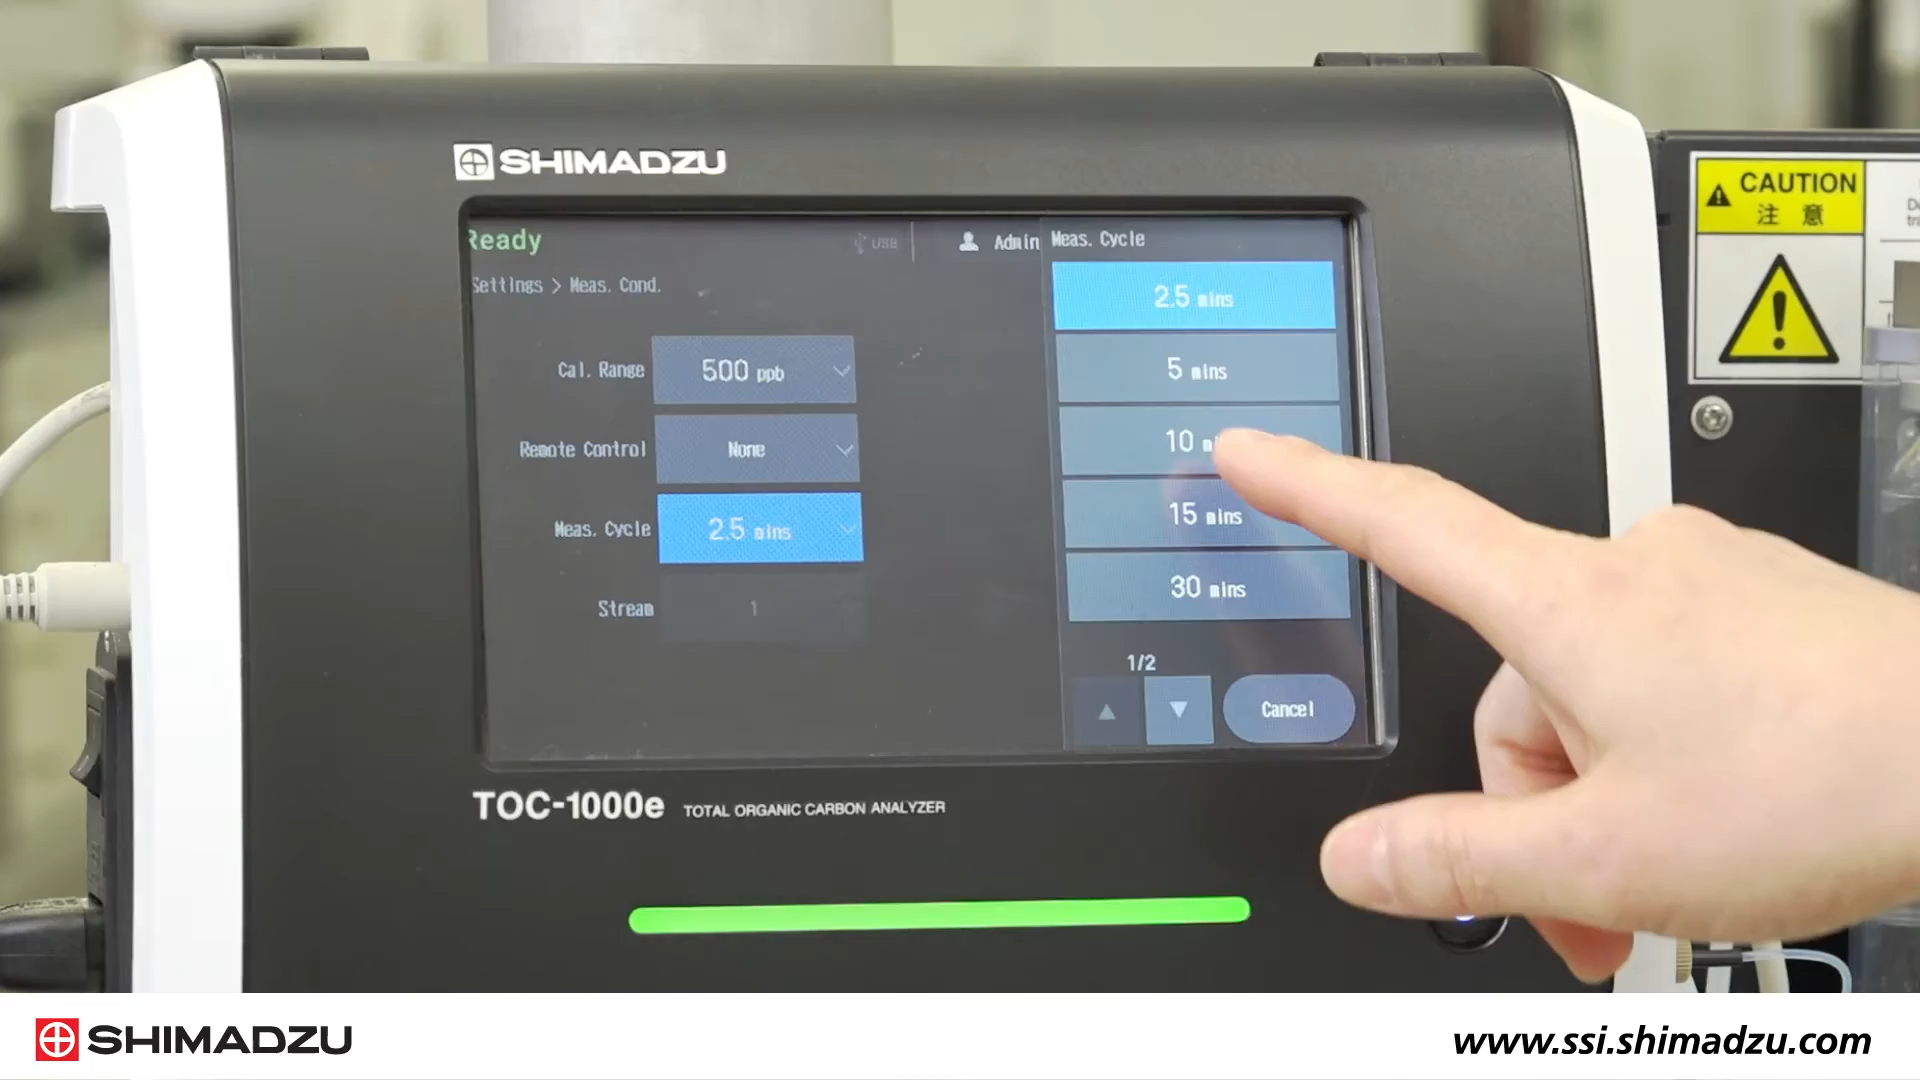 SHIMADZU
Ready
USB
Admin
Settings > Meas. Cond.
Cal. Range
500 ppb
Remote Control
None
Meas. Cycle
2.5 mins
Stream
1
Meas. Cycle
2.5 mins
5 mins
10
15 mins
30 mins
1/2
▲
▼
Cancel
TOC-1000e TOTAL ORGANIC CARBON ANALYZER
CAUTION
注 意
SHIMADZU
www.ssi.shimadzu.com